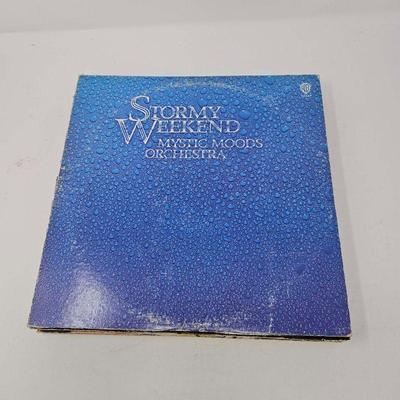 STORMY
WEEKEND
MYSTIC MOODS
ORCHESTRA